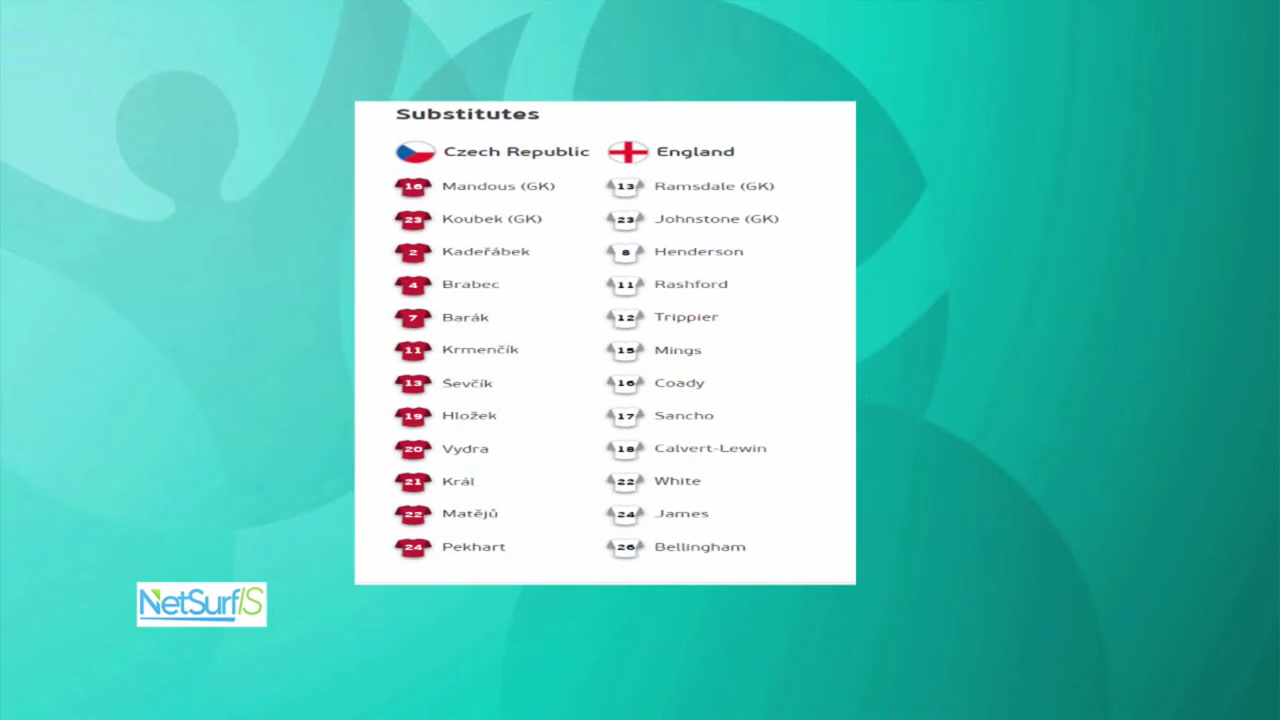 Substitutes
Czech Republic England
16 Mandous (GK) 13 Ramsdale (GK)
23 Koubek (GK) 23 Johnstone (GK)
2 Kadeřábek 8 Henderson
4 Brabec 11 Rashford
7 Barák 12 Trippier
11 Krmenčík 15 Mings
13 Ševčík 16 Coady
19 Hložek 17 Sancho
20 Vydra 18 Calvert-Lewin
21 Král 22 White
22 Matějů 24 James
24 Pekhart 26 Bellingham
NetSurf/S